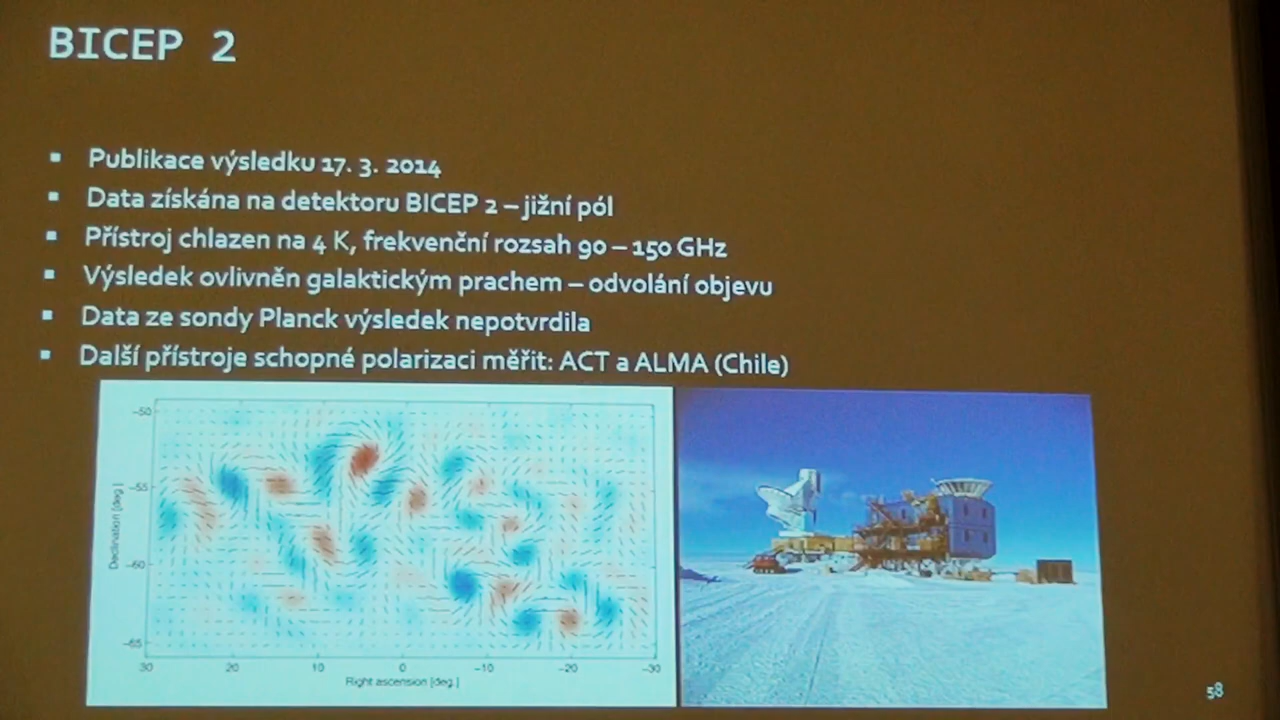 BICEP 2
▪ Publikace výsledku 17. 3. 2014
▪ Data získána na detektoru BICEP 2 – jižní pól
▪ Přístroj chlazen na 4 K, frekvenční rozsah 90 – 150 GHz
▪ Výsledek ovlivněn galaktickým prachem – odvolání objevu
▪ Data ze sondy Planck výsledek nepotvrdila
▪ Další přístroje schopné polarizaci měřit: ACT a ALMA (Chile)
−50
−55
−60
−65
Declination [deg.]
30 20 10 0 −10 −20 −30
Right ascension [deg.]
58